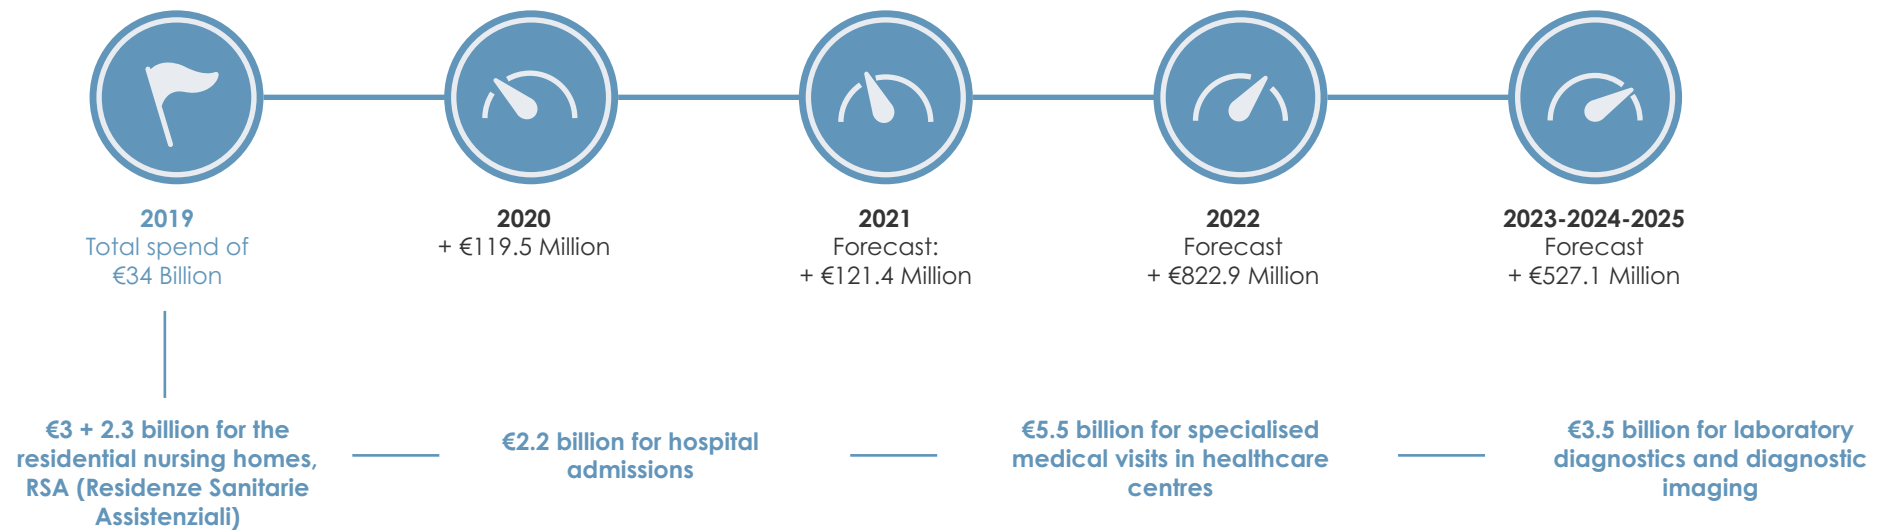 2019
Total spend of
€34 Billion
2020
+ €119.5 Million
2021
Forecast:
+ €121.4 Million
2022
Forecast
+ €822.9 Million
2023-2024-2025
Forecast
+ €527.1 Million
€3 + 2.3 billion for the
residential nursing homes,
RSA (Residenze Sanitarie
Assistenziali)
€2.2 billion for hospital
admissions
€5.5 billion for specialised
medical visits in healthcare
centres
€3.5 billion for laboratory
diagnostics and diagnostic
imaging